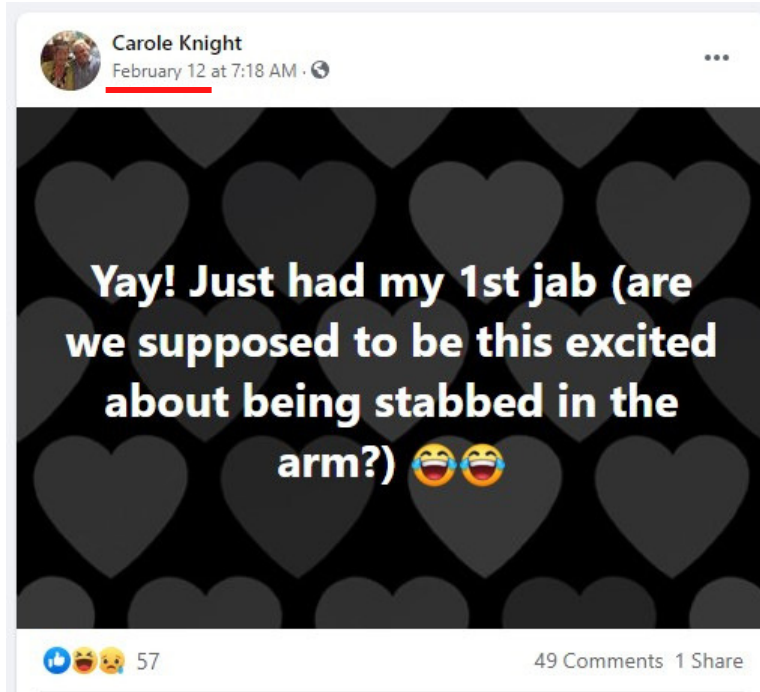 Carole Knight
February 12 at 7:18 AM ·
Yay! Just had my 1st jab (are
we supposed to be this excited
about being stabbed in the
arm?) 😂😂
57
49 Comments 1 Share